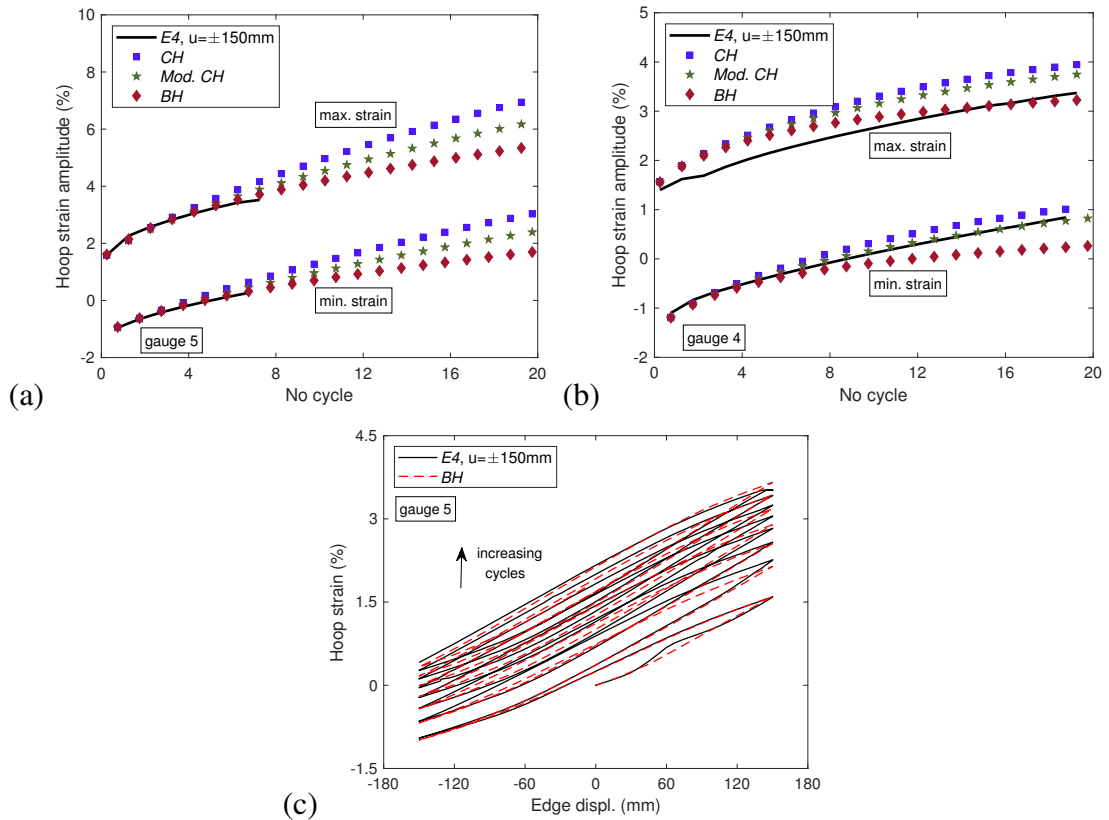 10
8
6
4
2
0
-2
Hoop strain amplitude (%)
E4, u=±150mm
CH
Mod. CH
BH
max. strain
min. strain
gauge 5
0 4 8 12 16 20
No cycle
(a)
5
4
3
2
1
0
-1
-2
Hoop strain amplitude (%)
E4, u=±150mm
CH
Mod. CH
BH
max. strain
min. strain
gauge 4
0 4 8 12 16 20
No cycle
(b)
4.5
3
1.5
0
-1.5
Hoop strain (%)
E4, u=±150mm
BH
gauge 5
increasing
cycles
-180 -120 -60 0 60 120 180
Edge displ. (mm)
(c)